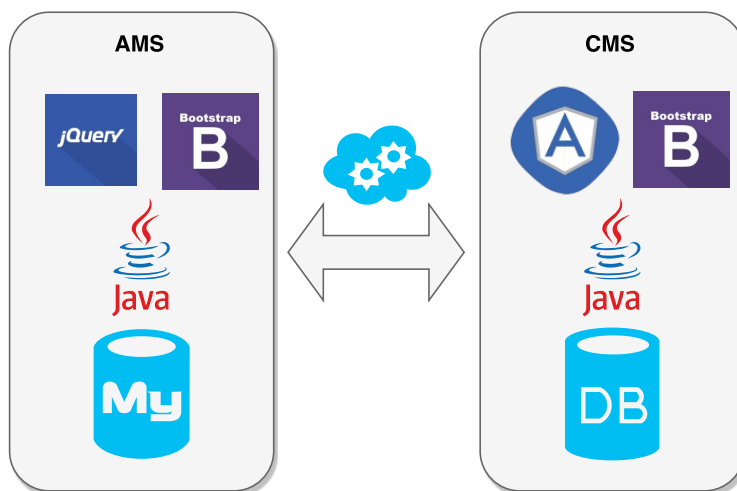 AMS
jQuery
Bootstrap
B
Java
My
CMS
A
Bootstrap
B
Java
DB